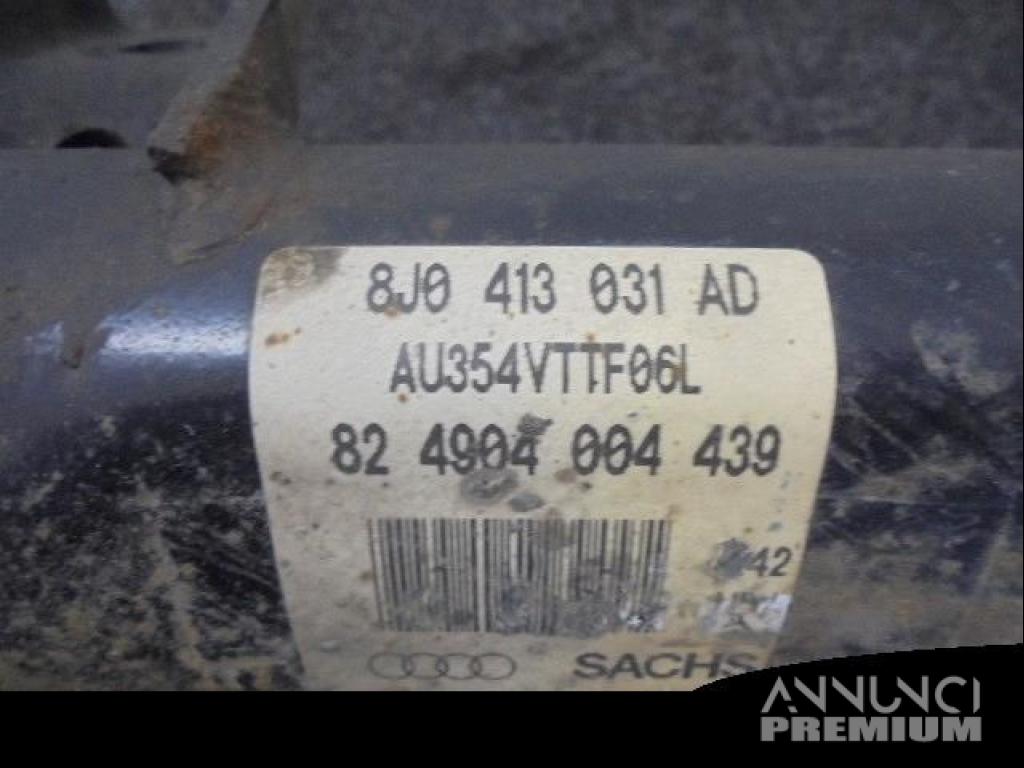 8J0 413 031 AD
AU354VTTF06L
82 4904 004 439
42
SACHS
ANNUNCI
PREMIUM